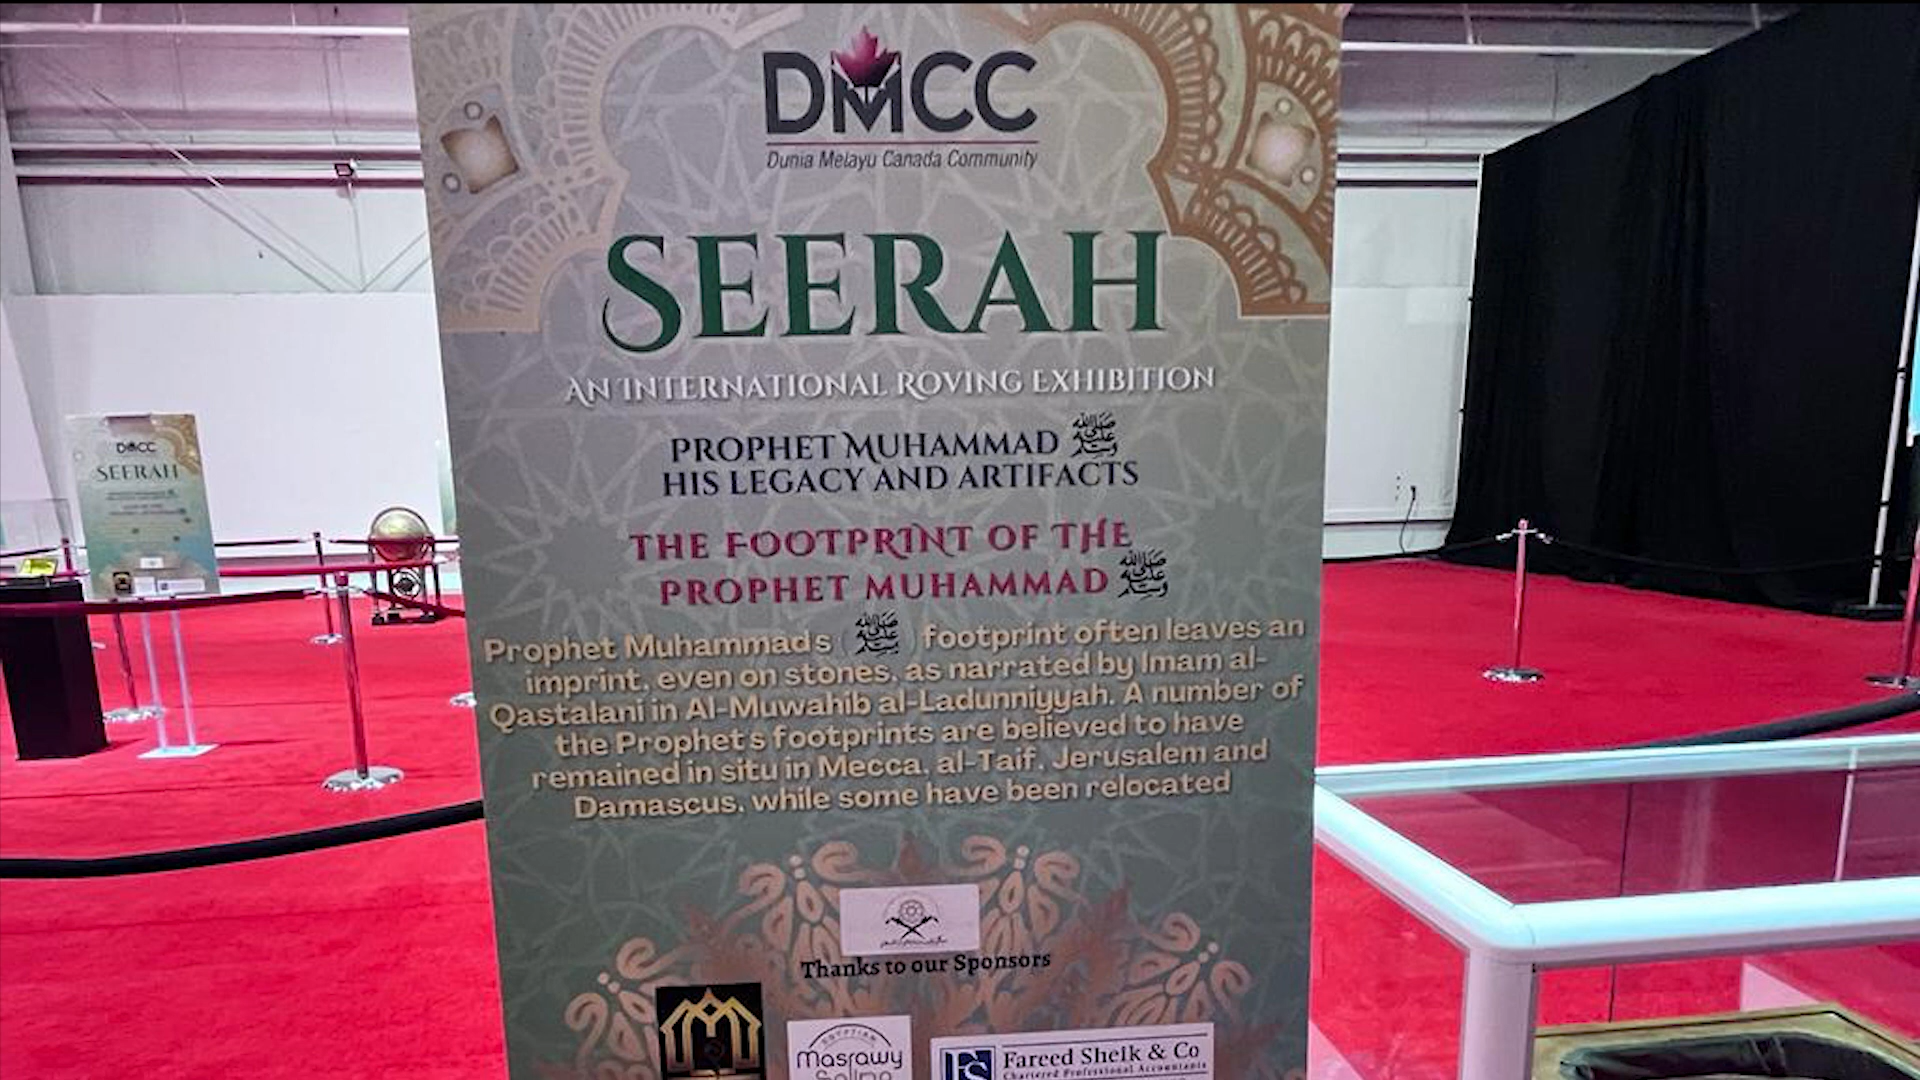 DMCC
Dunia Melayu Canada Community
SEERAH
AN INTERNATIONAL ROVING EXHIBITION
PROPHET MUHAMMAD ﷺ
HIS LEGACY AND ARTIFACTS
THE FOOTPRINT OF THE
PROPHET MUHAMMAD ﷺ
Prophet Muhammad's ( ﷺ ) footprint often leaves an
imprint, even on stones, as narrated by Imam al-
Qastalani in Al-Muwahib al-Ladunniyyah. A number of
the Prophet's footprints are believed to have
remained in situ in Mecca, al-Taif, Jerusalem and
Damascus, while some have been relocated
Thanks to our Sponsors
EGYPTIAN
Masrawy
FS
Fareed Sheik & Co
Chartered Professional Accountants
DMCC
SEERAH